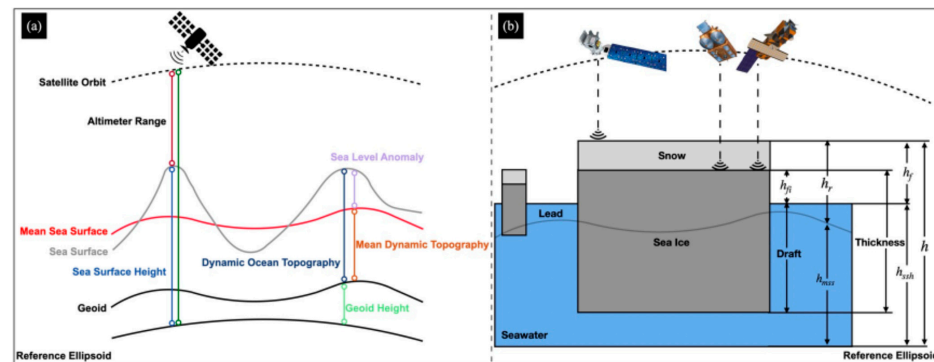 (a)
Satellite Orbit
Altimeter Range
Sea Level Anomaly
Mean Sea Surface
Sea Surface
Mean Dynamic Topography
Sea Surface Height
Dynamic Ocean Topography
Geoid
Geoid Height
Reference Ellipsoid
(b)
Snow
h_fi
h_r
h_f
Lead
Sea Ice
Draft
Thickness
h
h_mss
h_ssh
Seawater
Reference Ellipsoid